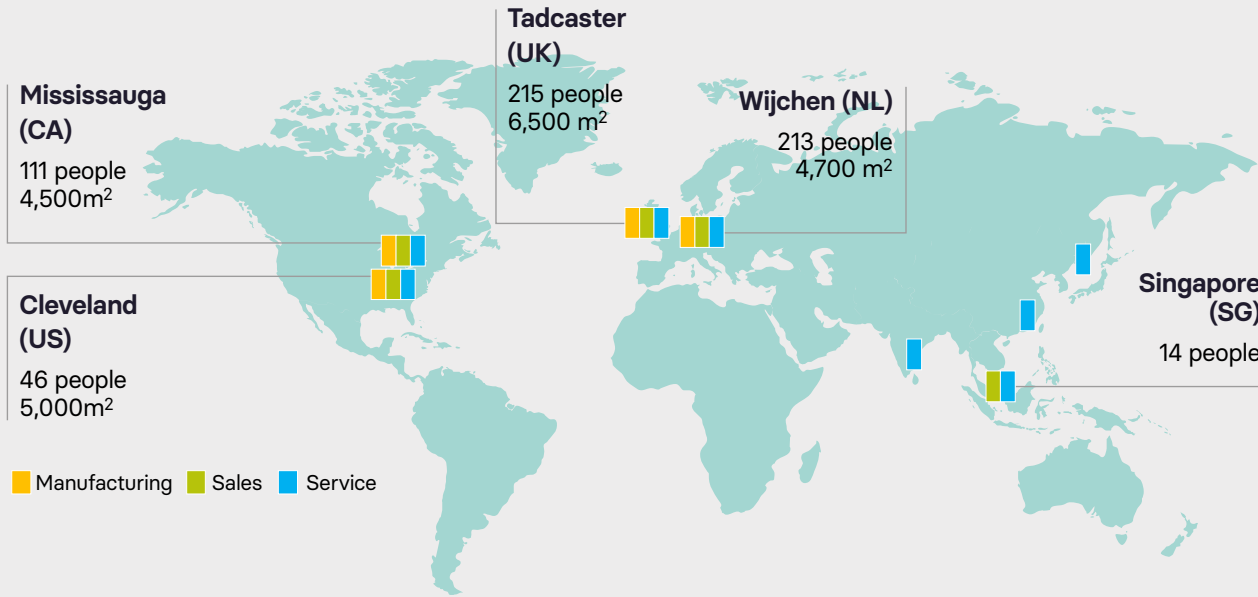 Tadcaster
(UK)
215 people
6,500 m²
Mississauga
(CA)
111 people
4,500m²
Wijchen (NL)
213 people
4,700 m²
Cleveland
(US)
46 people
5,000m²
Singapore
(SG)
14 people
Manufacturing Sales Service